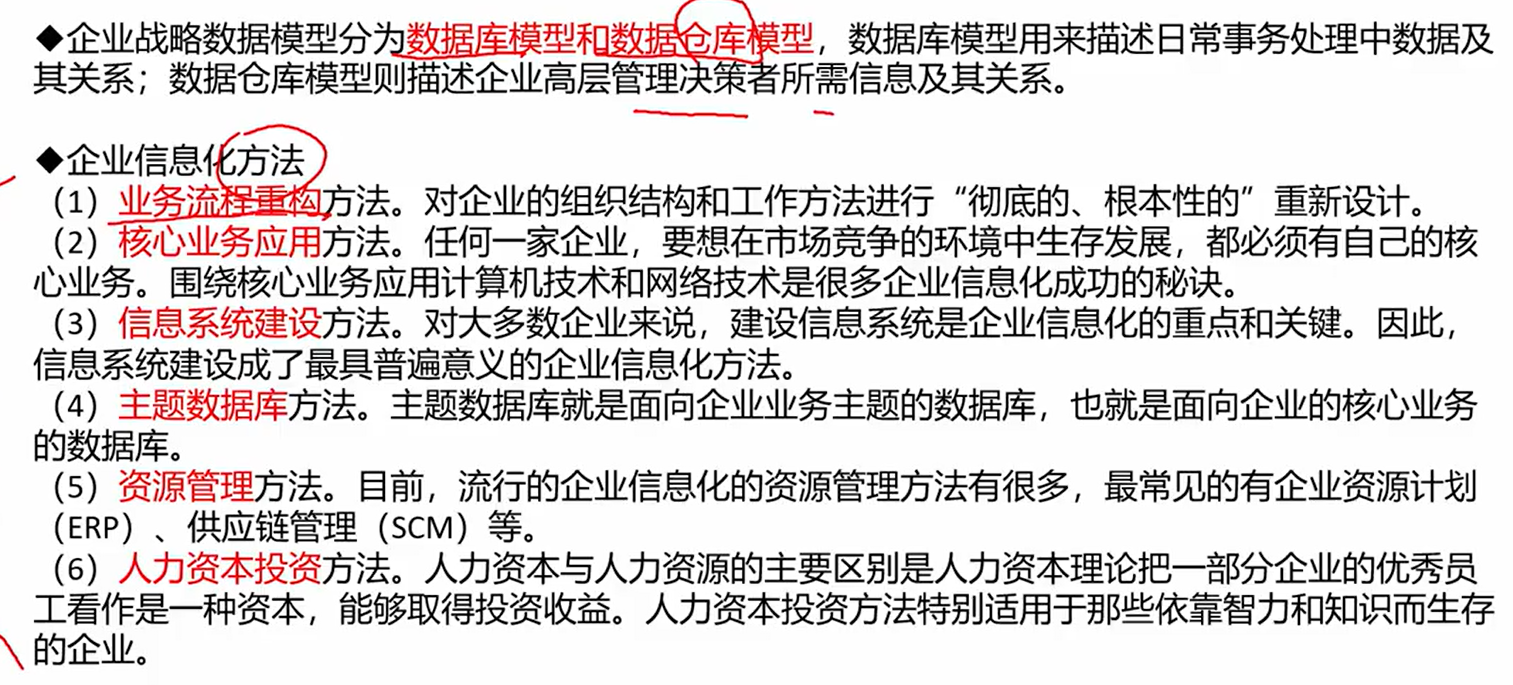 ◆企业战略数据模型分为数据库模型和数据仓库模型，数据库模型用来描述日常事务处理中数据及
其关系；数据仓库模型则描述企业高层管理决策者所需信息及其关系。
◆企业信息化方法
（1）业务流程重构方法。对企业的组织结构和工作方法进行“彻底的、根本性的”重新设计。
（2）核心业务应用方法。任何一家企业，要想在市场竞争的环境中生存发展，都必须有自己的核
心业务。围绕核心业务应用计算机技术和网络技术是很多企业信息化成功的秘诀。
（3）信息系统建设方法。对大多数企业来说，建设信息系统是企业信息化的重点和关键。因此，
信息系统建设成了最具普遍意义的企业信息化方法。
（4）主题数据库方法。主题数据库就是面向企业业务主题的数据库，也就是面向企业的核心业务
的数据库。
（5）资源管理方法。目前，流行的企业信息化的资源管理方法有很多，最常见的有企业资源计划
（ERP）、供应链管理（SCM）等。
（6）人力资本投资方法。人力资本与人力资源的主要区别是人力资本理论把一部分企业的优秀员
工看作是一种资本，能够取得投资收益。人力资本投资方法特别适用于那些依靠智力和知识而生存
的企业。